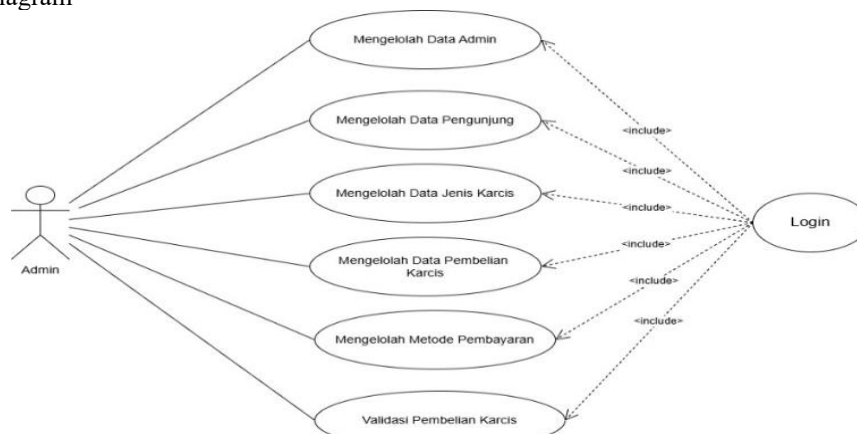 Mengelolah Data Admin
<include>
Mengelolah Data Pengunjung
<include>
Mengelolah Data Jenis Karcis
<include>
Login
Admin
Mengelolah Data Pembelian
Karcis
<include>
<include>
Mengelolah Metode Pembayaran
<include>
Validasi Pembelian Karcis